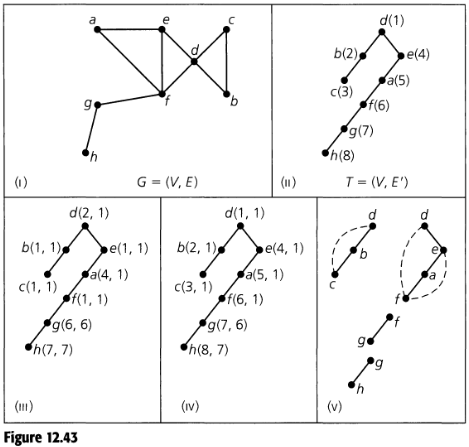 a
e
c
d
g
f
b
h
(i)
G = (V, E)
d(1)
b(2)
e(4)
c(3)
a(5)
f(6)
g(7)
h(8)
(ii)
T = (V, E′)
d(2, 1)
b(1, 1)
e(1, 1)
c(1, 1)
a(4, 1)
f(1, 1)
g(6, 6)
h(7, 7)
(iii)
d(1, 1)
b(2, 1)
e(4, 1)
c(3, 1)
a(5, 1)
f(6, 1)
g(7, 6)
h(8, 7)
(iv)
d
d
b
e
c
a
f
f
g
g
h
(v)
Figure 12.43